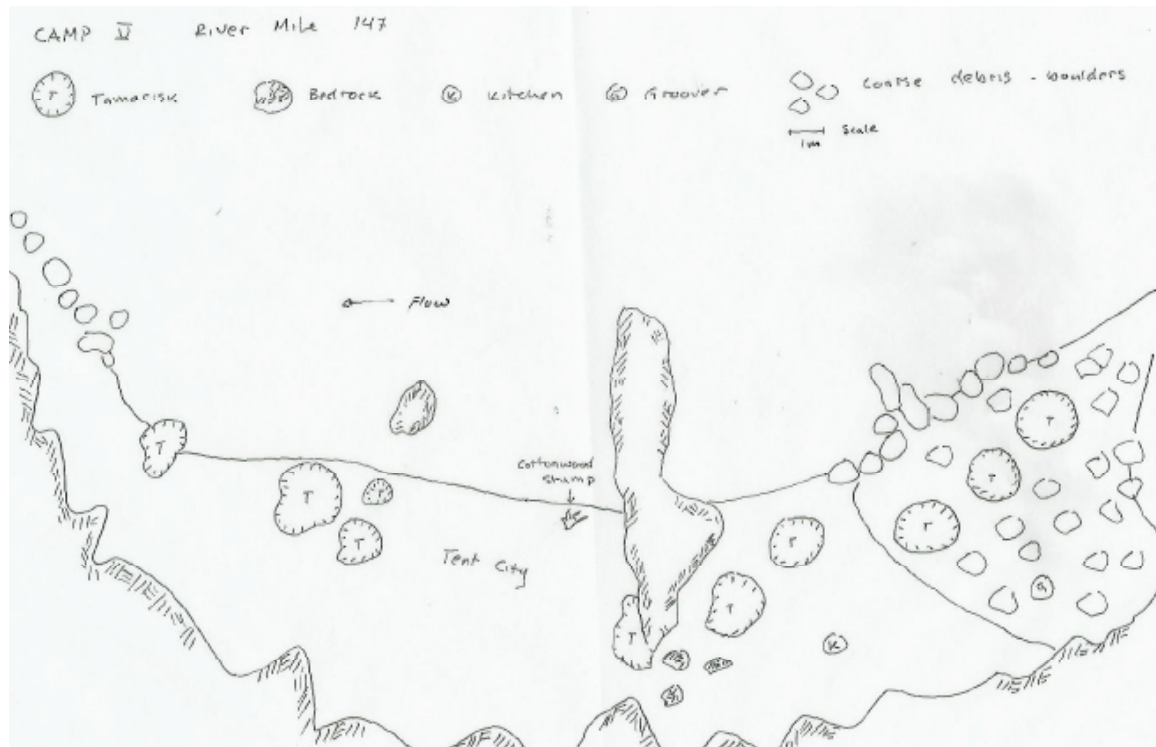 CAMP V River Mile 147
T Tamarisk Bedrock K Kitchen G Groover coarse debris - boulders
1m Scale
Flow
T
T
T
T
T
T
T
Cottonwood
stump
T
Tent City
T
T
T
K
G